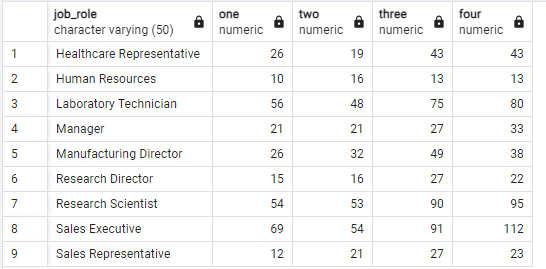 job_role one two three four
character varying (50) numeric numeric numeric numeric
1 Healthcare Representative 26 19 43 43
2 Human Resources 10 16 13 13
3 Laboratory Technician 56 48 75 80
4 Manager 21 21 27 33
5 Manufacturing Director 26 32 49 38
6 Research Director 15 16 27 22
7 Research Scientist 54 53 90 95
8 Sales Executive 69 54 91 112
9 Sales Representative 12 21 27 23